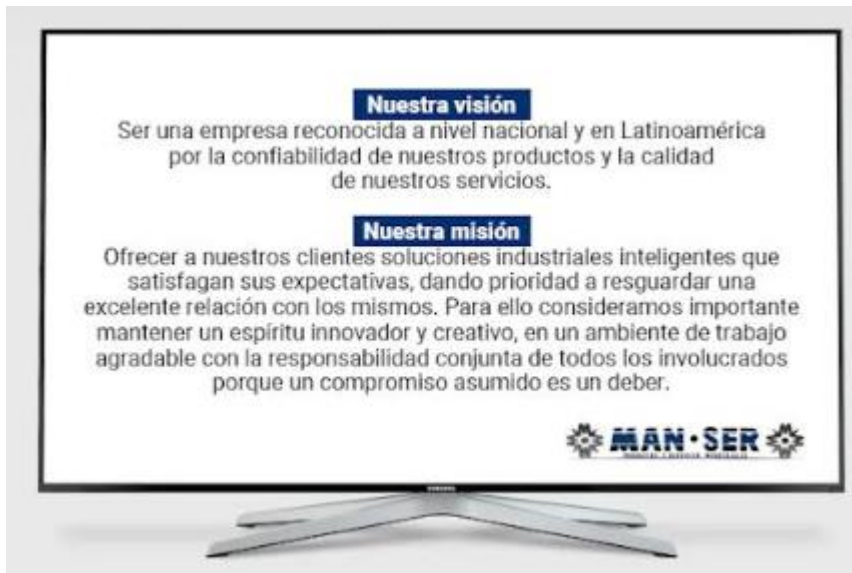 Nuestra visión
Ser una empresa reconocida a nivel nacional y en Latinoamérica
por la confiabilidad de nuestros productos y la calidad
de nuestros servicios.
Nuestra misión
Ofrecer a nuestros clientes soluciones industriales inteligentes que
satisfagan sus expectativas, dando prioridad a resguardar una
excelente relación con los mismos. Para ello consideramos importante
mantener un espíritu innovador y creativo, en un ambiente de trabajo
agradable con la responsabilidad conjunta de todos los involucrados
porque un compromiso asumido es un deber.
MAN·SER
SAMSUNG